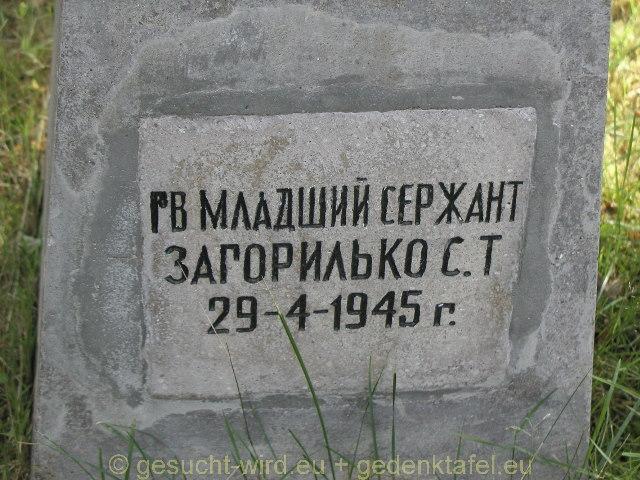 ГВ МЛАДШИЙ СЕРЖАНТ
ЗАГОРИЛЬКО С.Т
29-4-1945 г.
© gesucht-wird.eu + gedenktafel.eu